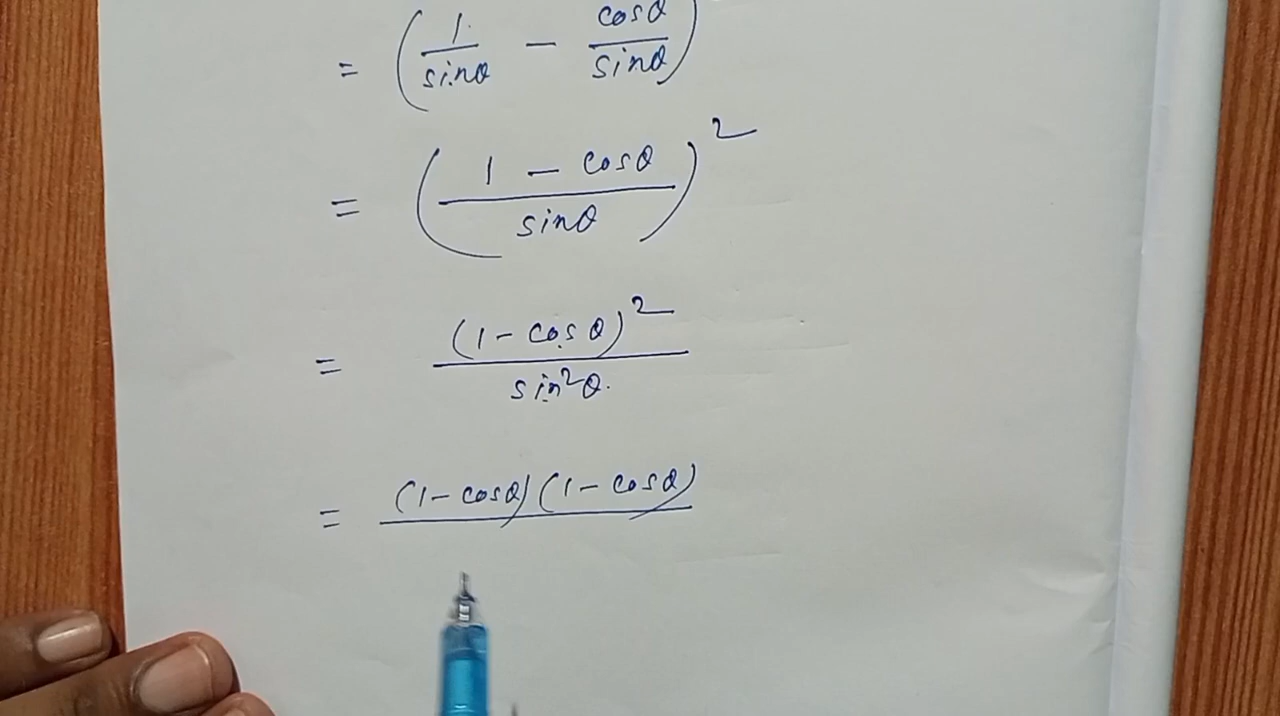 = (1/sinθ − cosθ/sinθ)
= ((1 − cosθ)/sinθ)²
= (1 − cosθ)²/sin²θ.
= (1 − cosθ)(1 − cosθ)/